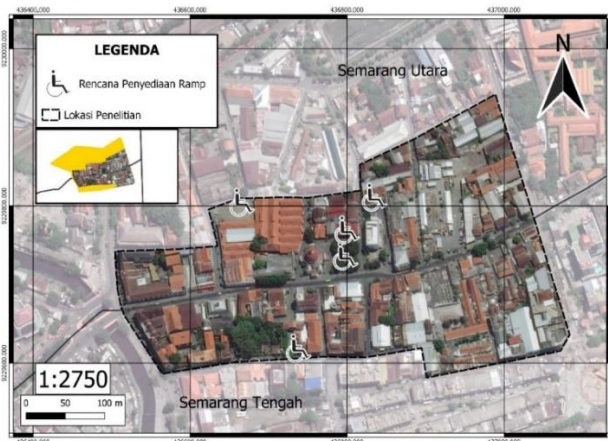 436400,000 436600,000 436800,000 437000,000
LEGENDA
Rencana Penyediaan Ramp
Lokasi Penelitian
Semarang Utara
N
1:2750
0 50 100 m
Semarang Tengah